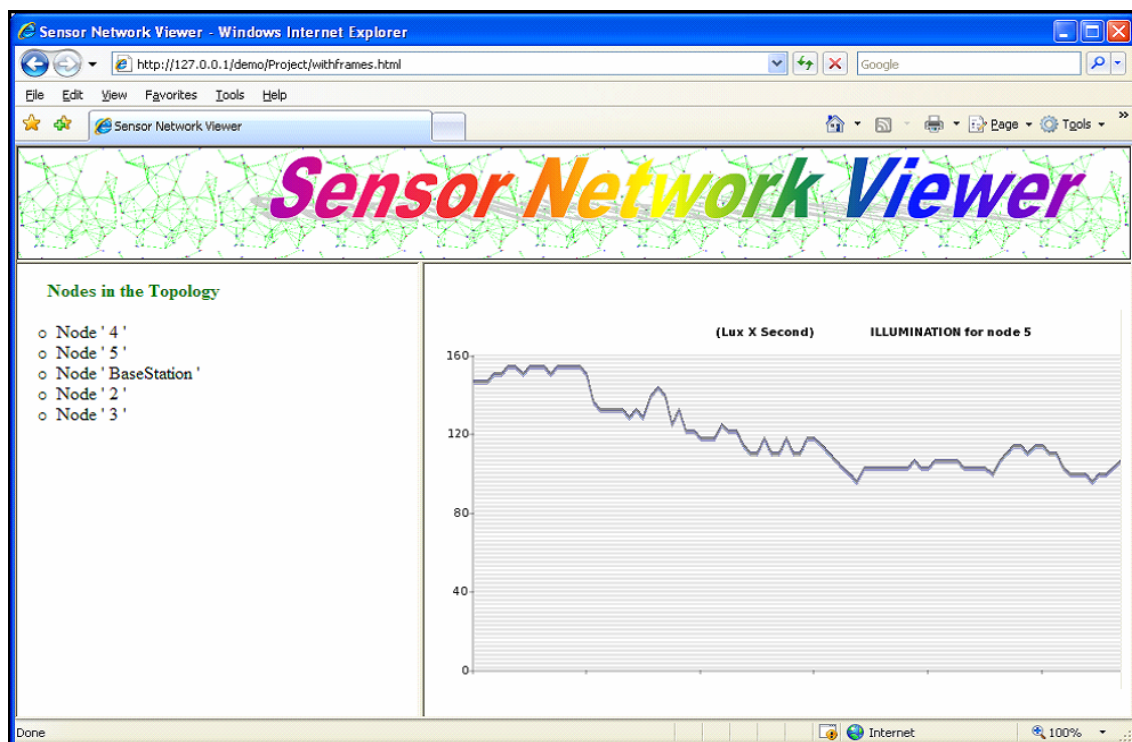 Sensor Network Viewer - Windows Internet Explorer
http://127.0.0.1/demo/Project/withframes.html
Google
File Edit View Favorites Tools Help
Sensor Network Viewer
Page Tools »
Sensor Network Viewer
Nodes in the Topology
Node ' 4 '
Node ' 5 '
Node ' BaseStation '
Node ' 2 '
Node ' 3 '
(Lux X Second) ILLUMINATION for node 5
160
120
80
40
0
Done Internet 100%